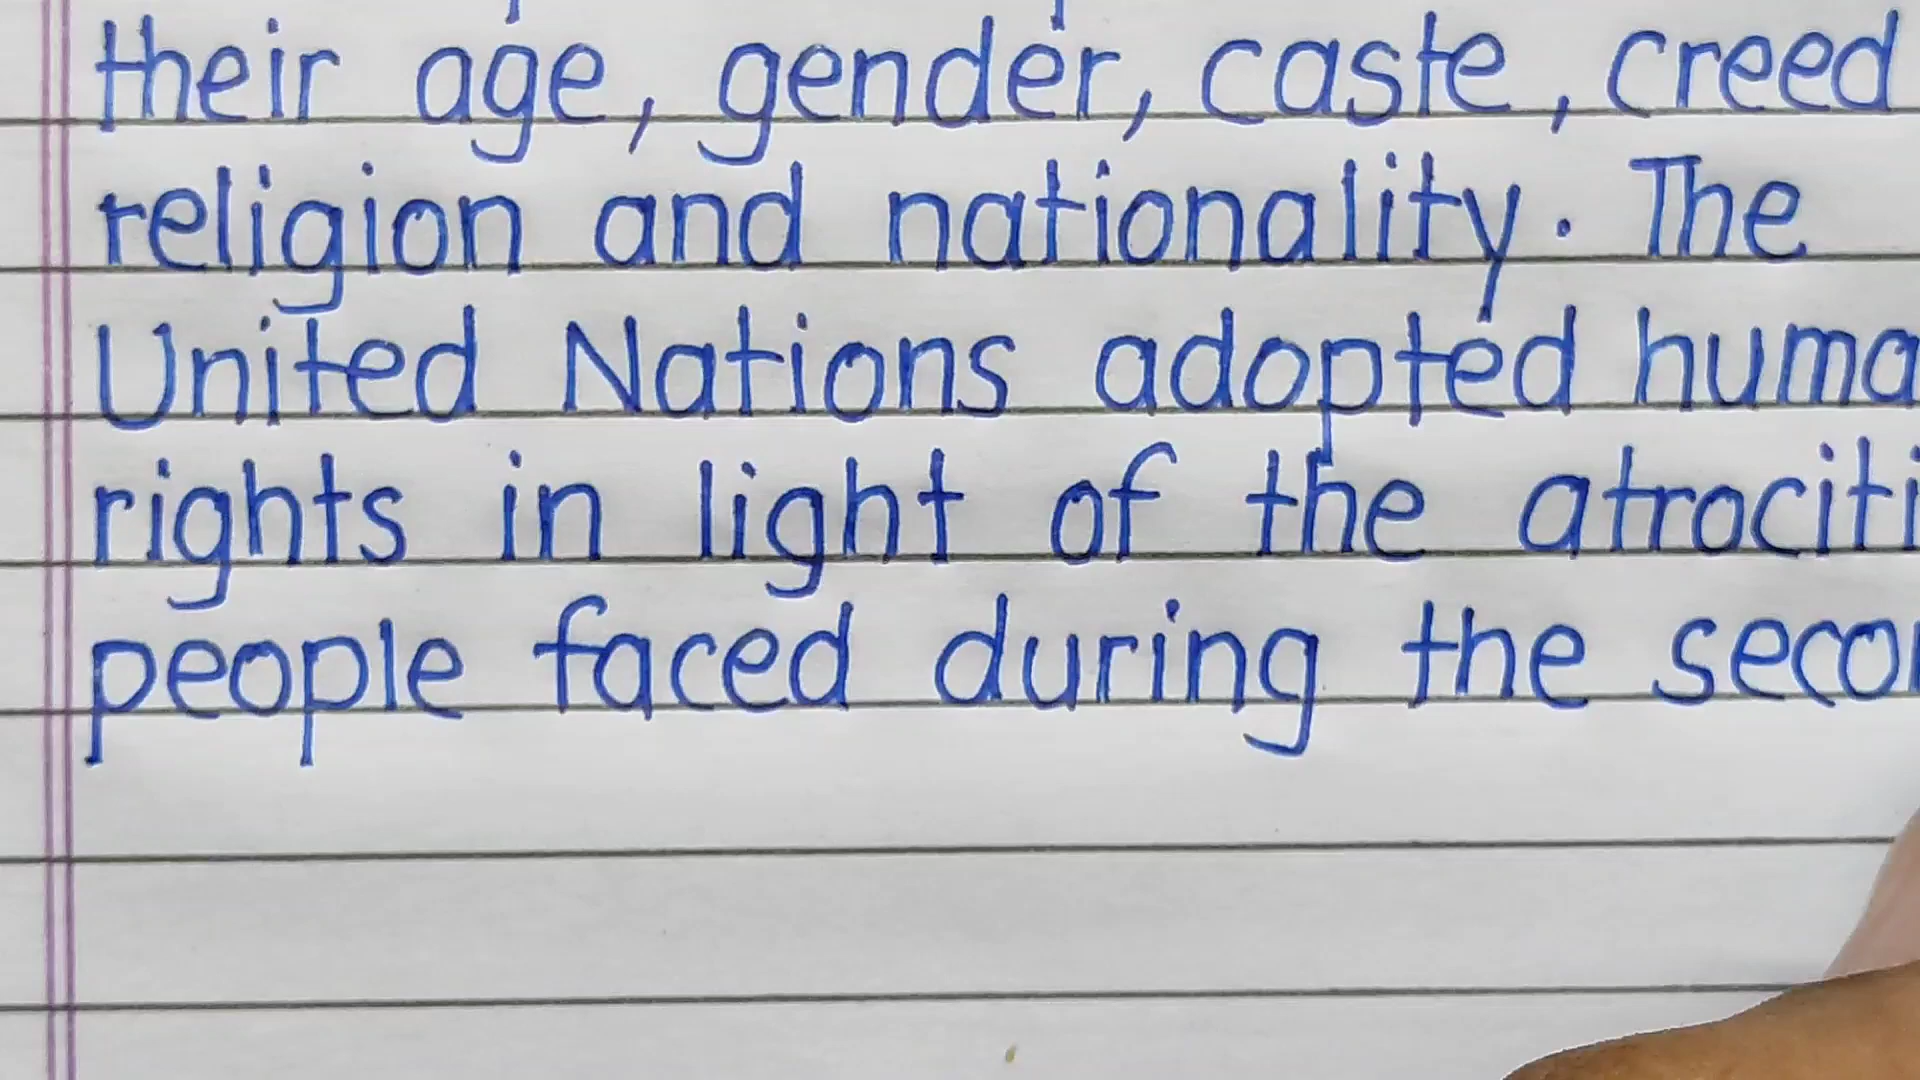 their age, gender, caste, creed
religion and nationality. The
United Nations adopted huma
rights in light of the atrociti
people faced during the secon